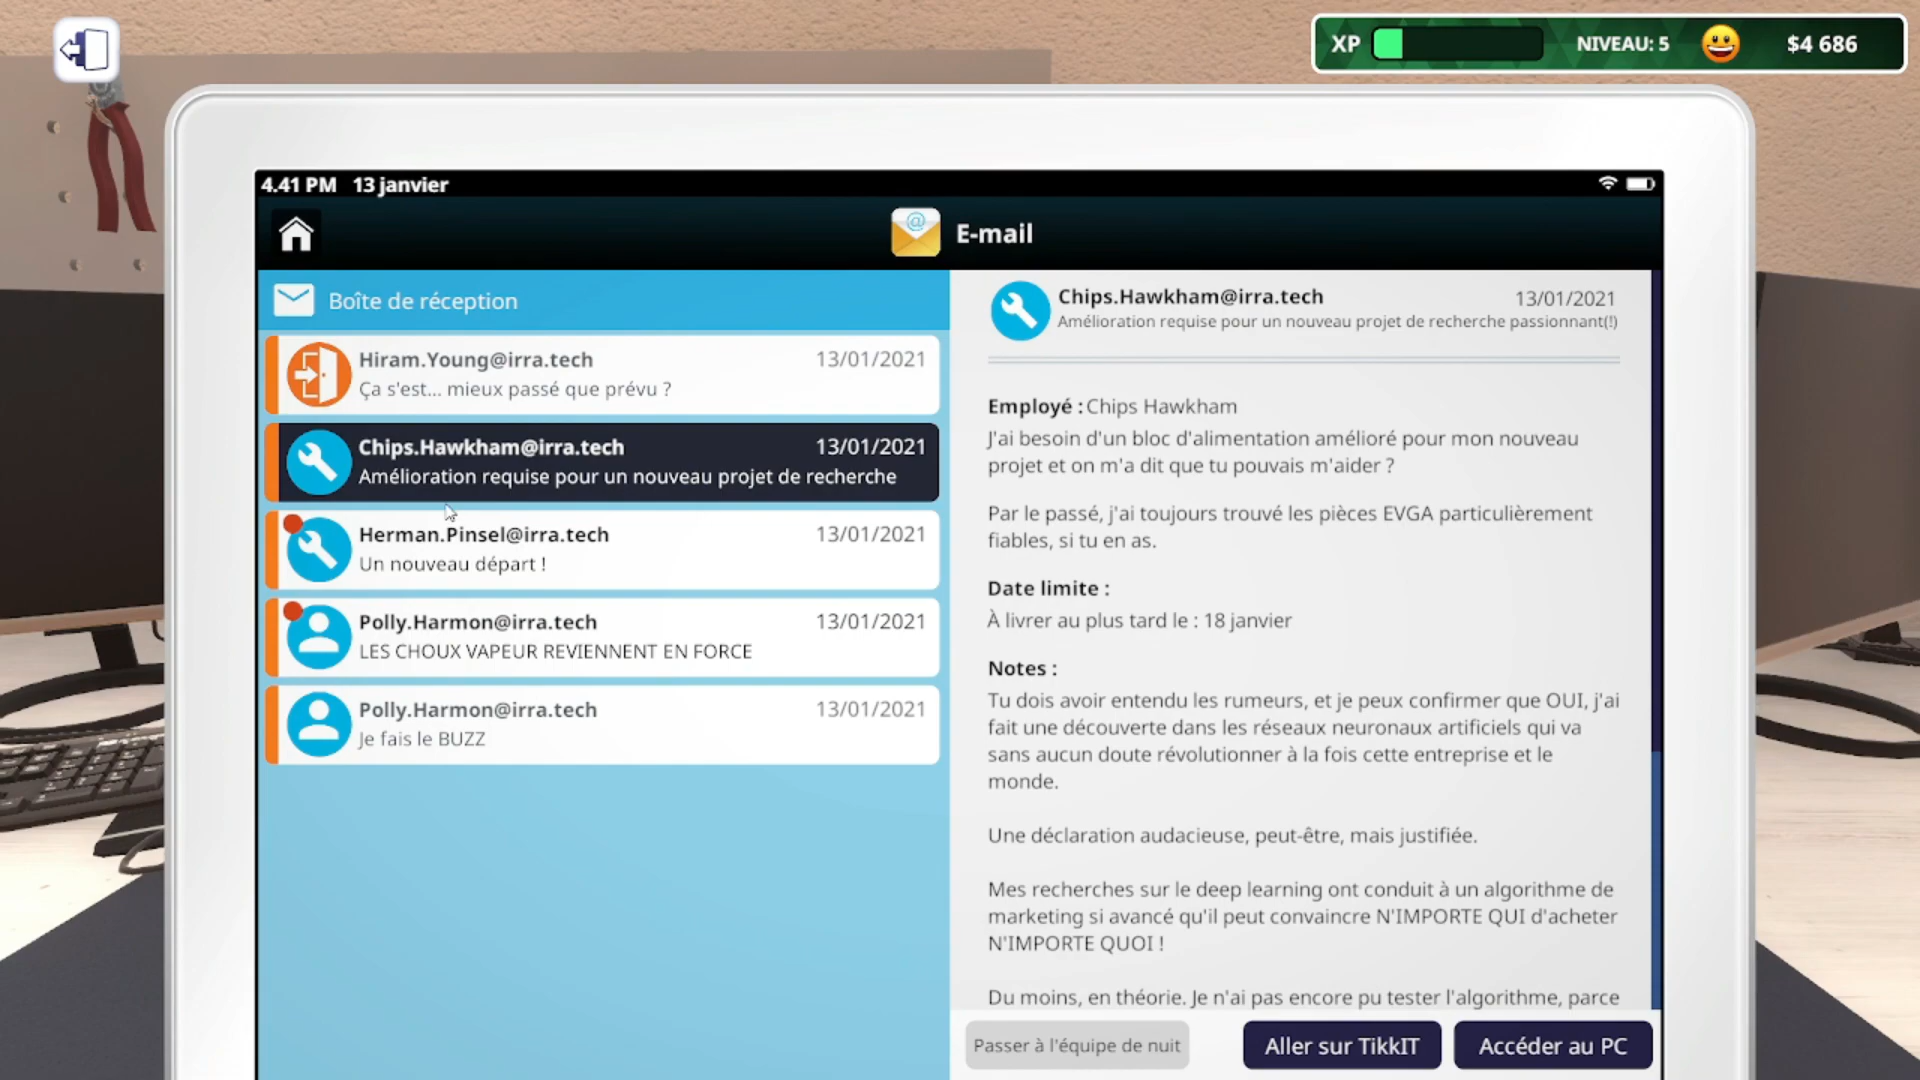 XP
NIVEAU: 5
$4 686
4.41 PM 13 janvier
E-mail
Boîte de réception
Hiram.Young@irra.tech 13/01/2021
Ça s'est... mieux passé que prévu ?
Chips.Hawkham@irra.tech 13/01/2021
Amélioration requise pour un nouveau projet de recherche
Herman.Pinsel@irra.tech 13/01/2021
Un nouveau départ !
Polly.Harmon@irra.tech 13/01/2021
LES CHOUX VAPEUR REVIENNENT EN FORCE
Polly.Harmon@irra.tech 13/01/2021
Je fais le BUZZ
Chips.Hawkham@irra.tech 13/01/2021
Amélioration requise pour un nouveau projet de recherche passionnant(!)
Employé : Chips Hawkham
J'ai besoin d'un bloc d'alimentation amélioré pour mon nouveau
projet et on m'a dit que tu pouvais m'aider ?
Par le passé, j'ai toujours trouvé les pièces EVGA particulièrement
fiables, si tu en as.
Date limite :
À livrer au plus tard le : 18 janvier
Notes :
Tu dois avoir entendu les rumeurs, et je peux confirmer que OUI, j'ai
fait une découverte dans les réseaux neuronaux artificiels qui va
sans aucun doute révolutionner à la fois cette entreprise et le
monde.
Une déclaration audacieuse, peut-être, mais justifiée.
Mes recherches sur le deep learning ont conduit à un algorithme de
marketing si avancé qu'il peut convaincre N'IMPORTE QUI d'acheter
N'IMPORTE QUOI !
Du moins, en théorie. Je n'ai pas encore pu tester l'algorithme, parce
Passer à l'équipe de nuit
Aller sur TikkIT
Accéder au PC